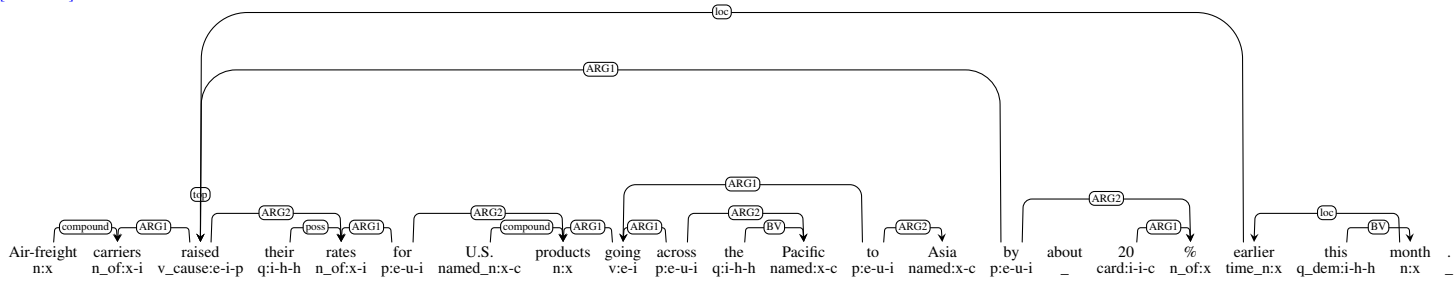 loc
ARG1
ARG1
top
ARG2 ARG2 ARG2 ARG2 loc
compound ARG1 poss ARG1 compound ARG1 ARG1 BV ARG2 ARG1 BV
Air-freight carriers raised their rates for U.S. products going across the Pacific to Asia by about 20 % earlier this month .
n:x n_of:x-i v_cause:e-i-p q:i-h-h n_of:x-i p:e-u-i named_n:x-c n:x v:e-i p:e-u-i q:i-h-h named:x-c p:e-u-i named:x-c p:e-u-i _ card:i-i-c n_of:x time_n:x q_dem:i-h-h n:x _